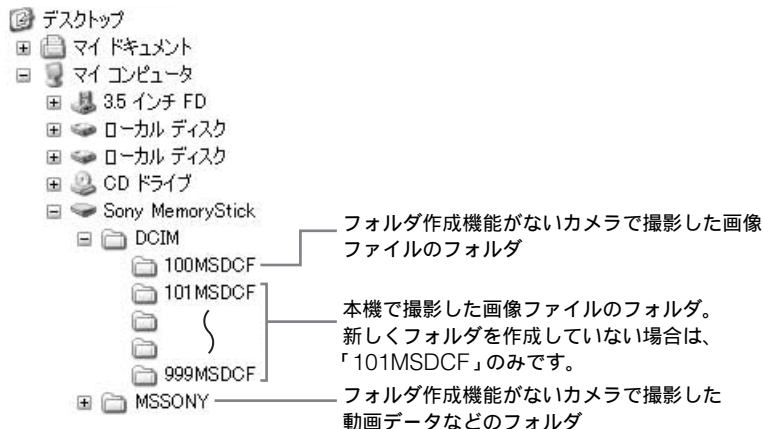 デスクトップ
マイ ドキュメント
マイ コンピュータ
3.5 インチ FD
ローカル ディスク
ローカル ディスク
CD ドライブ
Sony MemoryStick
DCIM
100MSDCF
フォルダ作成機能がないカメラで撮影した画像
ファイルのフォルダ
101MSDCF
999MSDCF
本機で撮影した画像ファイルのフォルダ。
新しくフォルダを作成していない場合は、
「101MSDCF」のみです。
MSSONY
フォルダ作成機能がないカメラで撮影した
動画データなどのフォルダ